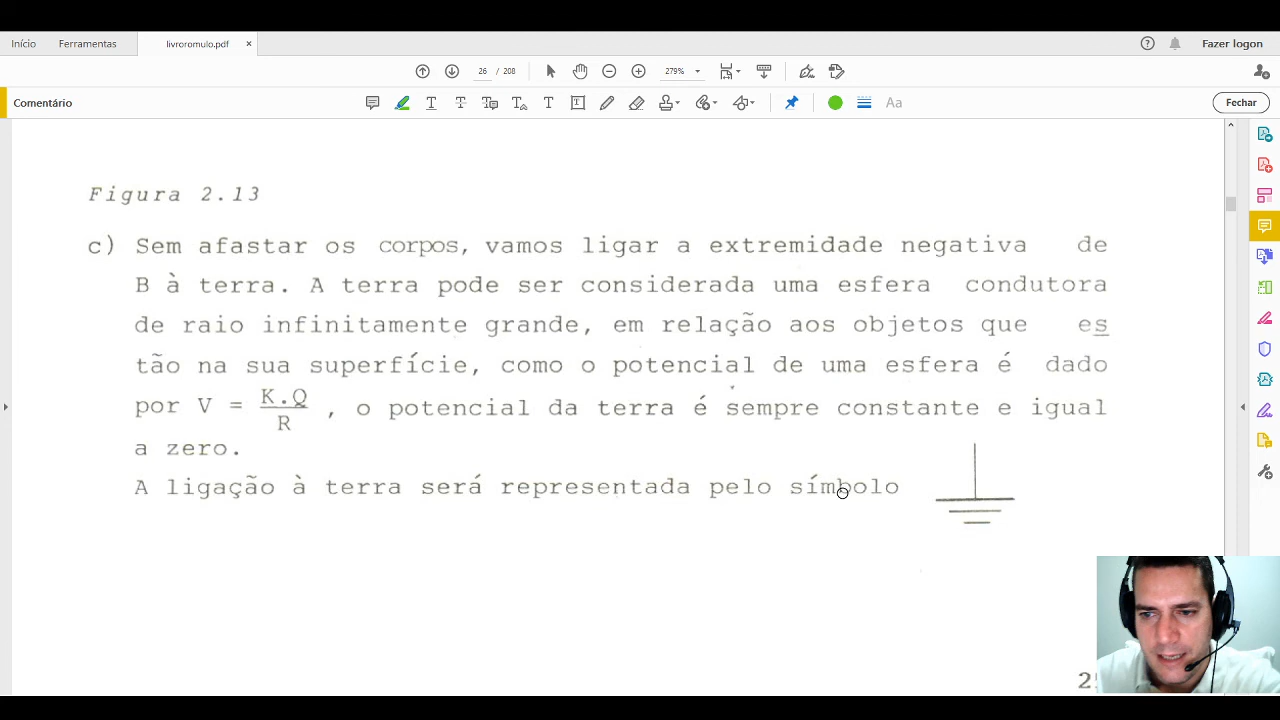 Início Ferramentas livroromulo.pdf × Fazer logon
26 / 208 279%
Comentário Aa Fechar
Figura 2.13
c) Sem afastar os corpos, vamos ligar a extremidade negativa de
B à terra. A terra pode ser considerada uma esfera condutora
de raio infinitamente grande, em relação aos objetos que es
tão na sua superfície, como o potencial de uma esfera é dado
por V = K.Q / R , o potencial da terra é sempre constante e igual
a zero.
A ligação à terra será representada pelo símbolo